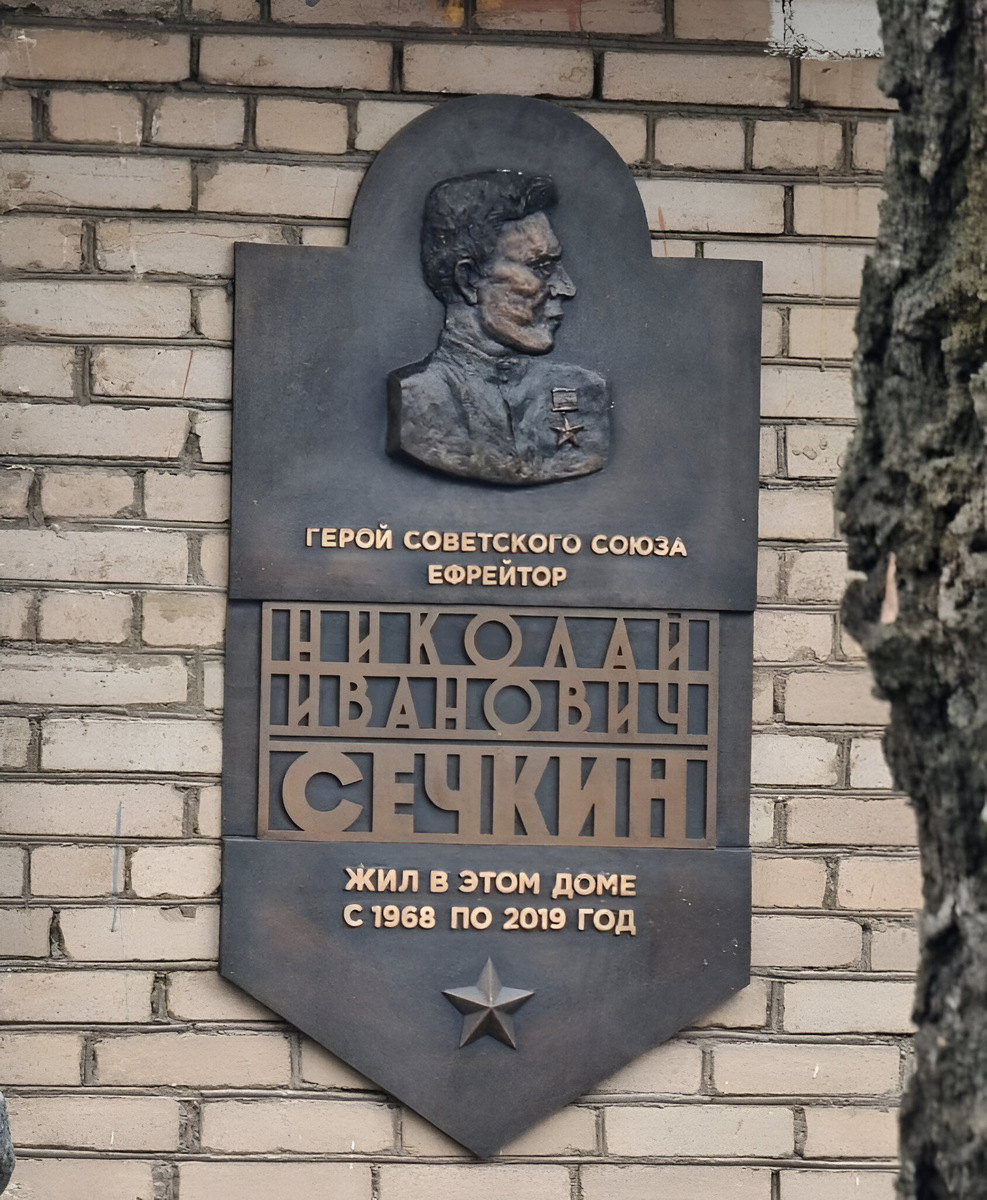 ГЕРОЙ СОВЕТСКОГО СОЮЗА
ЕФРЕЙТОР
НИКОЛАЙ
ИВАНОВИЧ
СЕЧКИН
ЖИЛ В ЭТОМ ДОМЕ
С 1968 ПО 2019 ГОД